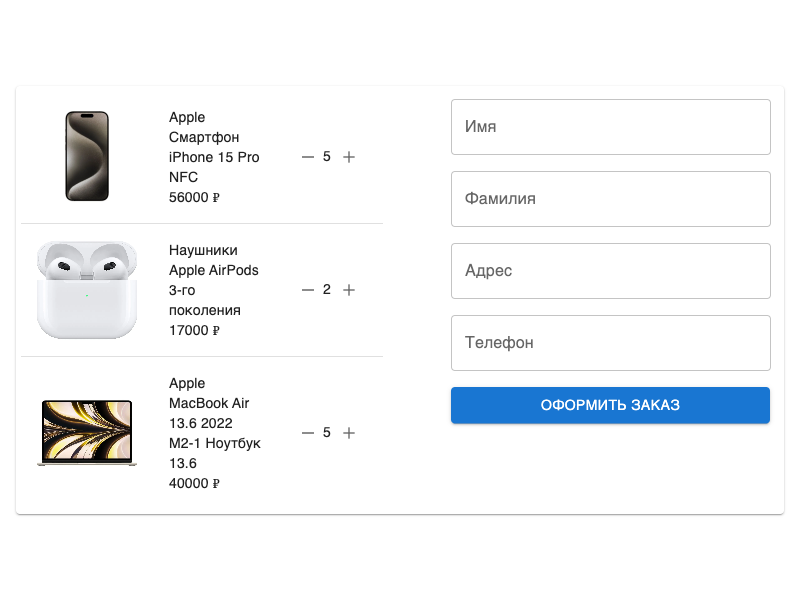 Apple
Смартфон
iPhone 15 Pro
NFC
56000 ₽
5
Наушники
Apple AirPods
3-го
поколения
17000 ₽
2
Apple
MacBook Air
13.6 2022
M2-1 Ноутбук
13.6
40000 ₽
5
Имя
Фамилия
Адрес
Телефон
ОФОРМИТЬ ЗАКАЗ